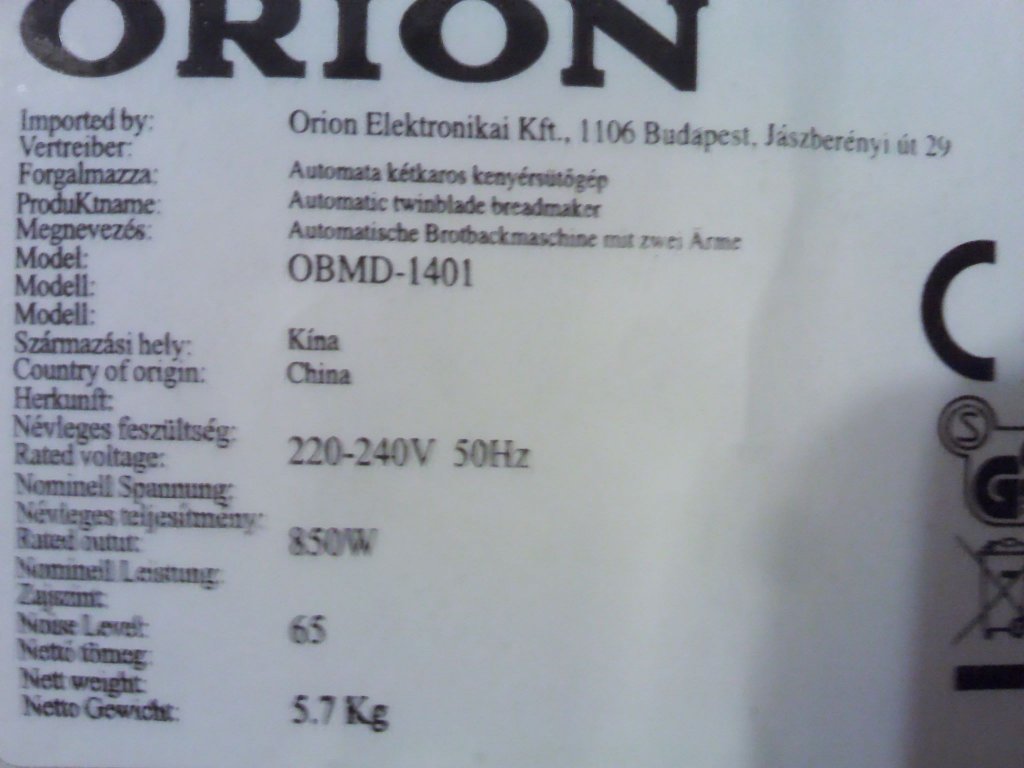 ORION
Imported by: Orion Elektronikai Kft., 1106 Budapest, Jászberényi út 29
Vertreiber:
Forgalmazza: Automata kétkaros kenyérsütőgép
ProduKtname: Automatic twinblade breadmaker
Megnevezés: Automatische Brotbackmaschine mit zwei Ärme
Model: OBMD-1401
Modell:
Modell:
Származási hely: Kína
Country of origin: China
Herkunft:
Névleges feszültség:
Rated voltage: 220-240V 50Hz
Nominell Spannung:
Névleges teljesítmény:
Rated outut: 850W
Nominell Leistung:
Zajszint:
Noise Level: 65
Nettó tömeg:
Nett weight:
Netto Gewicht: 5.7 Kg
C
S
G